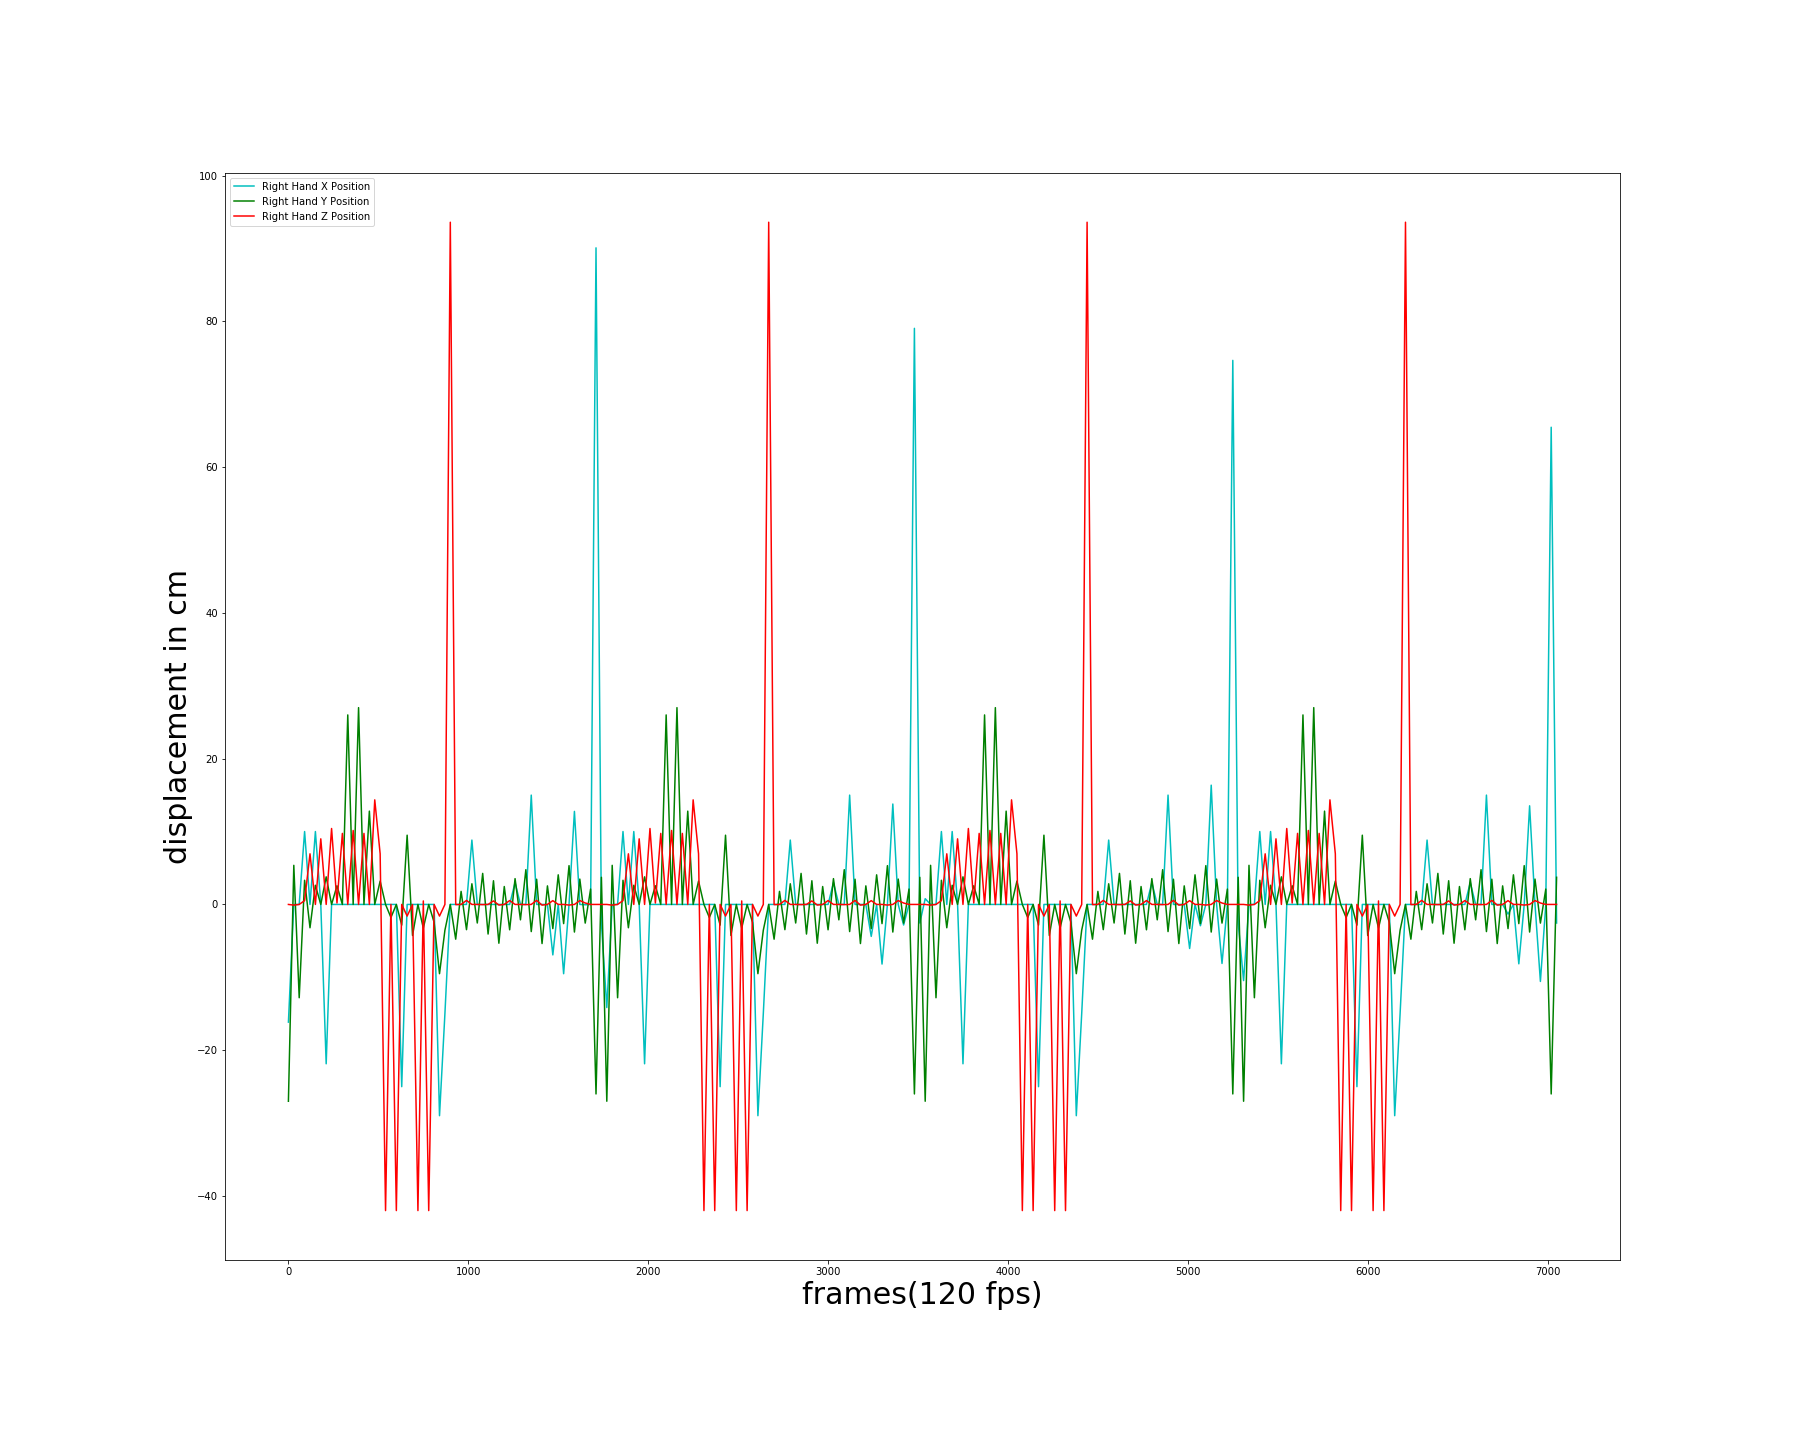 Right Hand X Position
Right Hand Y Position
Right Hand Z Position
100
80
60
40
20
0
−20
−40
displacement in cm
0 1000 2000 3000 4000 5000 6000 7000
frames(120 fps)